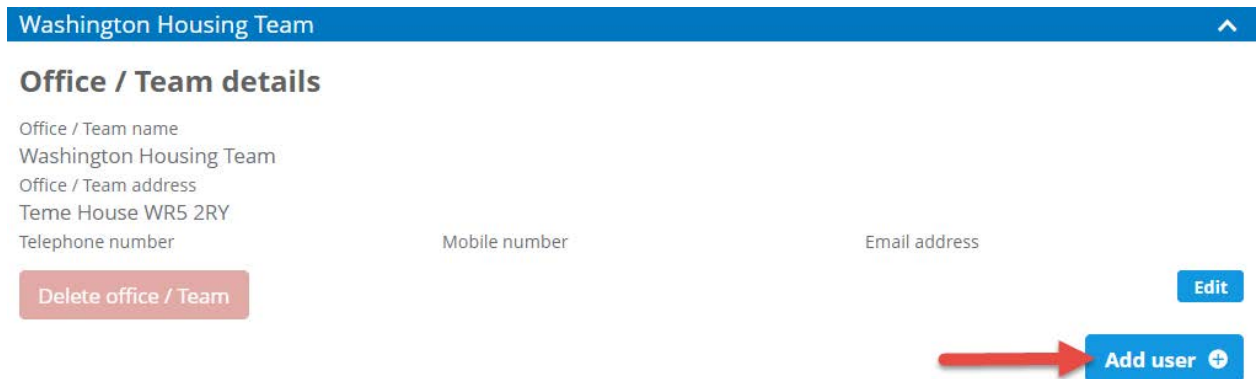 Washington Housing Team
Office / Team details
Office / Team name
Washington Housing Team
Office / Team address
Teme House WR5 2RY
Telephone number Mobile number Email address
Delete office / Team Edit
Add user